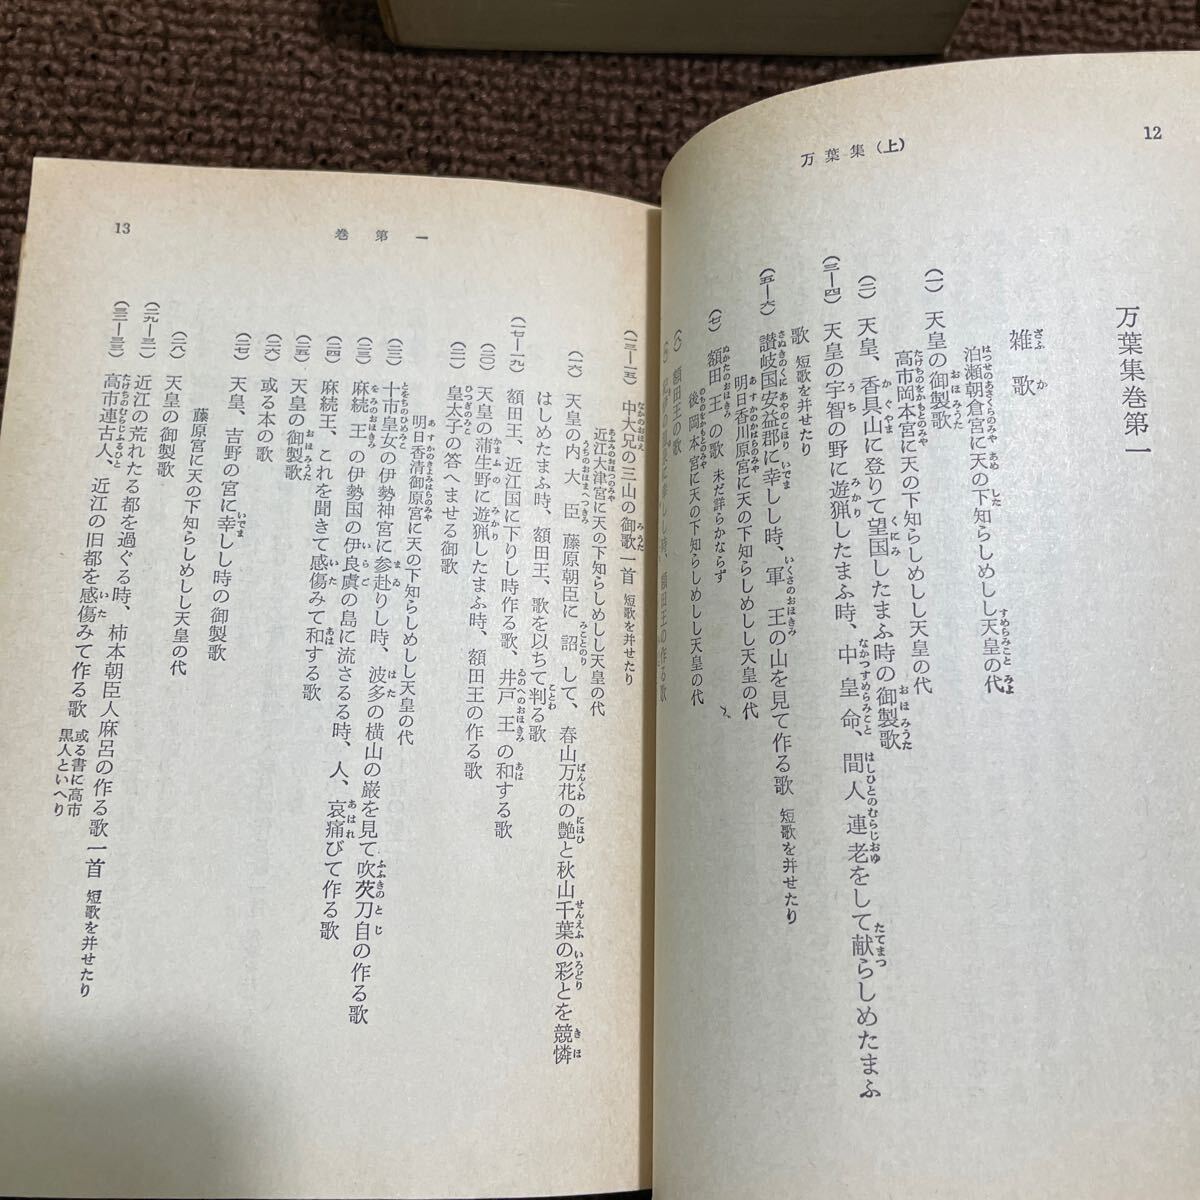 12
万葉集（上）
万葉集巻第一
雑歌
泊瀬朝倉宮に天の下知らしめしし天皇の代
（一）　天皇の御製歌
高市岡本宮に天の下知らしめしし天皇の代
（二）　天皇、香具山に登りて望国したまふ時の御製歌
（三―四）　天皇の宇智の野に遊猟したまふ時、中皇命、間人連老をして献らしめたまふ
歌　短歌を并せたり
（五―六）　讃岐国安益郡に幸しし時、軍王の山を見て作る歌　短歌を并せたり
明日香川原宮に天の下知らしめしし天皇の代
（七）　額田王の歌　未だ詳らかならず
後岡本宮に天の下知らしめしし天皇の代
（八）　額田王の歌
幸しし時、額田王の作る歌
13
巻第一
（一三―一五）　中大兄の三山の御歌一首　短歌を并せたり
近江大津宮に天の下知らしめしし天皇の代
（一六）　天皇の内大臣藤原朝臣に詔して、春山万花の艶と秋山千葉の彩とを競憐
はしめたまふ時、額田王、歌を以ちて判る歌
（一七―一九）　額田王、近江国に下りし時作る歌、井戸王の和する歌
（二〇）　天皇の蒲生野に遊猟したまふ時、額田王の作る歌
（二一）　皇太子の答へませる御歌
明日香清御原宮に天の下知らしめしし天皇の代
（二二）　十市皇女の伊勢神宮に参赴りし時、波多の横山の巌を見て吹芡刀自の作る歌
（二三）　麻続王の伊勢国の伊良虞の島に流さるる時、人、哀痛びて作る歌
（二四）　麻続王、これを聞きて感傷みて和する歌
（二五）　天皇の御製歌
（二六）　或る本の歌
（二七）　天皇、吉野の宮に幸しし時の御製歌
藤原宮に天の下知らしめしし天皇の代
（二八）　天皇の御製歌
（二九―三一）　近江の荒れたる都を過ぐる時、柿本朝臣人麻呂の作る歌一首　短歌を并せたり
（三二―三三）　高市連古人、近江の旧都を感傷みて作る歌　或る書に高市
黒人といへり